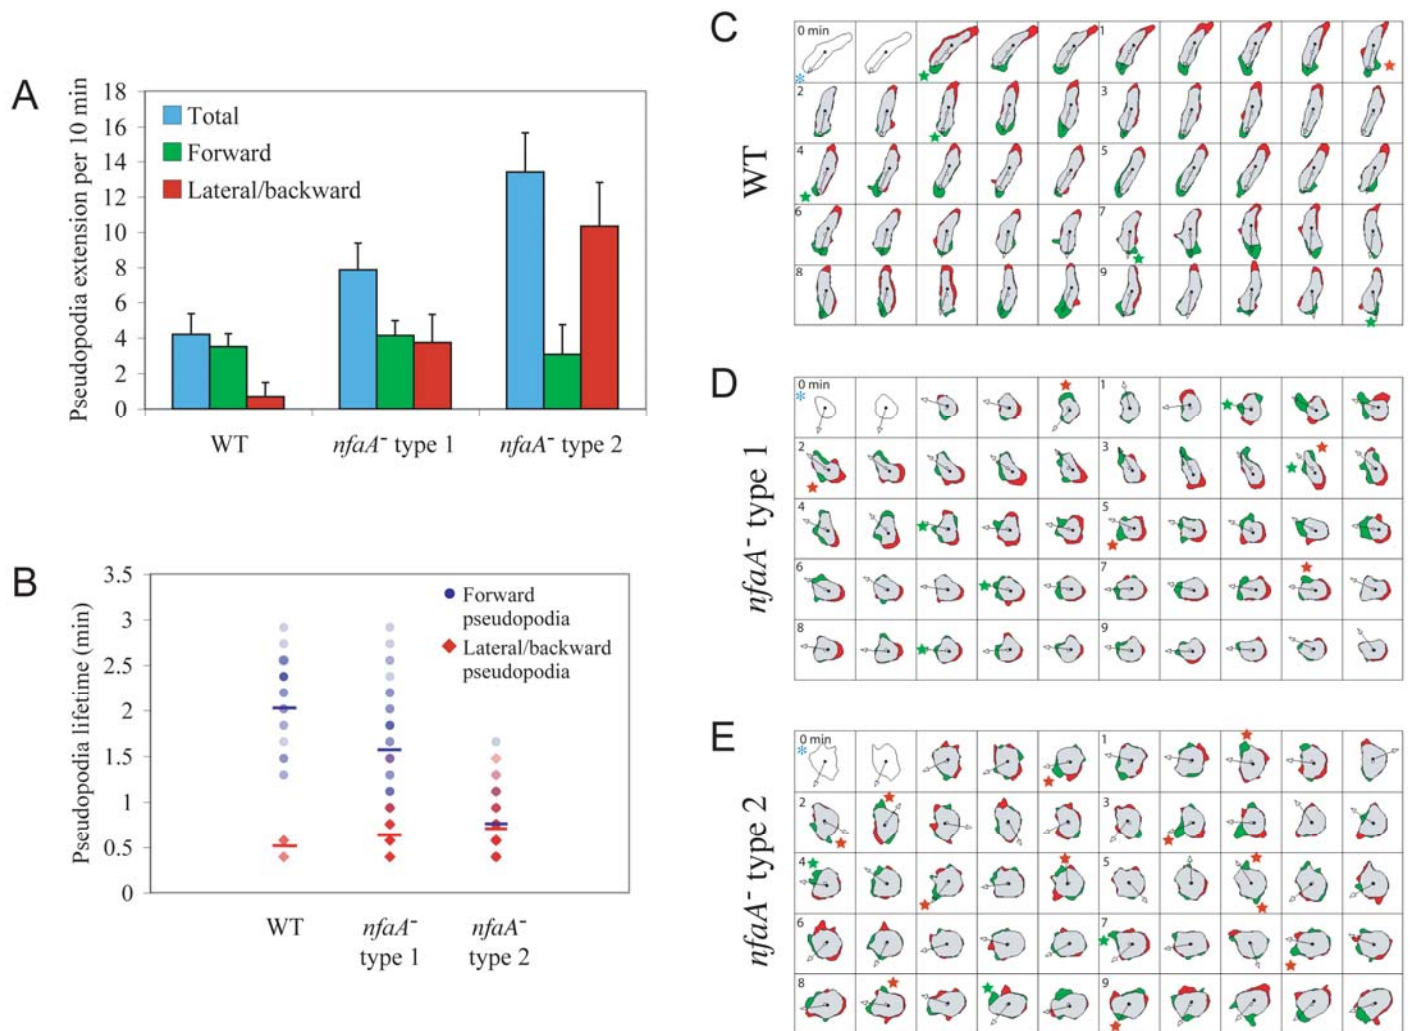 A
Pseudopodia extension per 10 min
18
16
14
12
10
8
6
4
2
0
Total
Forward
Lateral/backward
WT
nfaA⁻ type 1
nfaA⁻ type 2
B
Pseudopodia lifetime (min)
3.5
3
2.5
2
1.5
1
0.5
0
Forward
pseudopodia
Lateral/backward
pseudopodia
WT
nfaA⁻
type 1
nfaA⁻
type 2
C
WT
0 min
1
2
3
4
5
6
7
8
9
D
nfaA⁻ type 1
0 min
1
2
3
4
5
6
7
8
9
E
nfaA⁻ type 2
0 min
1
2
3
4
5
6
7
8
9